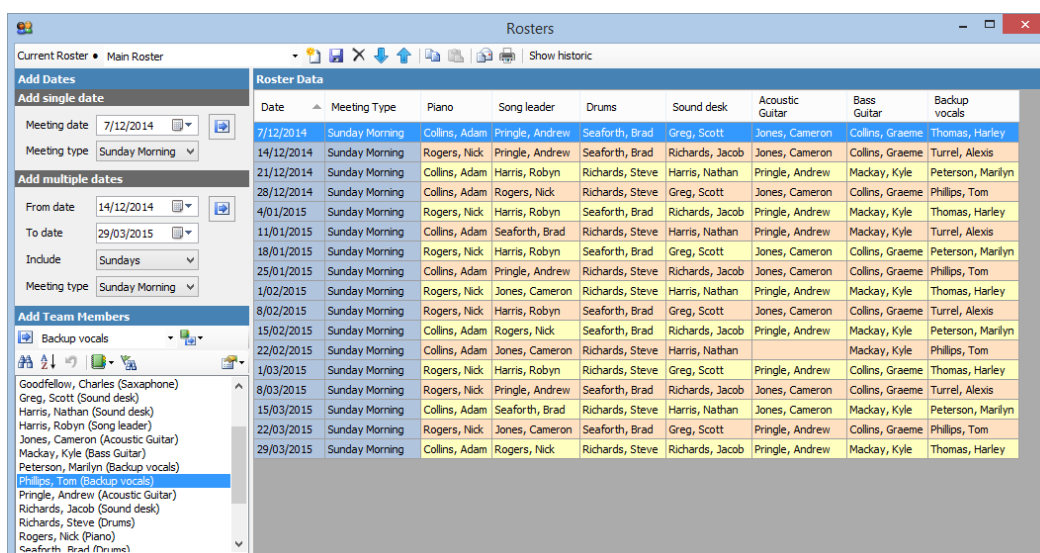 Rosters
Current Roster • Main Roster Show historic
Add Dates
Add single date
Meeting date 7/12/2014
Meeting type Sunday Morning
Add multiple dates
From date 14/12/2014
To date 29/03/2015
Include Sundays
Meeting type Sunday Morning
Add Team Members
Backup vocals
Goodfellow, Charles (Saxaphone)
Greg, Scott (Sound desk)
Harris, Nathan (Sound desk)
Harris, Robyn (Song leader)
Jones, Cameron (Acoustic Guitar)
Mackay, Kyle (Bass Guitar)
Peterson, Marilyn (Backup vocals)
Phillips, Tom (Backup vocals)
Pringle, Andrew (Acoustic Guitar)
Richards, Jacob (Sound desk)
Richards, Steve (Drums)
Rogers, Nick (Piano)
Seaforth, Brad (Drums)
Roster Data
Date Meeting Type Piano Song leader Drums Sound desk Acoustic Guitar Bass Guitar Backup vocals
7/12/2014 Sunday Morning Collins, Adam Pringle, Andrew Seaforth, Brad Greg, Scott Jones, Cameron Collins, Graeme Thomas, Harley
14/12/2014 Sunday Morning Rogers, Nick Pringle, Andrew Seaforth, Brad Richards, Jacob Jones, Cameron Collins, Graeme Turrel, Alexis
21/12/2014 Sunday Morning Collins, Adam Harris, Robyn Richards, Steve Harris, Nathan Pringle, Andrew Mackay, Kyle Peterson, Marilyn
28/12/2014 Sunday Morning Collins, Adam Rogers, Nick Richards, Steve Greg, Scott Jones, Cameron Collins, Graeme Phillips, Tom
4/01/2015 Sunday Morning Rogers, Nick Harris, Robyn Seaforth, Brad Richards, Jacob Pringle, Andrew Mackay, Kyle Thomas, Harley
11/01/2015 Sunday Morning Collins, Adam Seaforth, Brad Richards, Steve Harris, Nathan Pringle, Andrew Mackay, Kyle Turrel, Alexis
18/01/2015 Sunday Morning Rogers, Nick Harris, Robyn Seaforth, Brad Greg, Scott Jones, Cameron Collins, Graeme Peterson, Marilyn
25/01/2015 Sunday Morning Collins, Adam Pringle, Andrew Richards, Steve Richards, Jacob Jones, Cameron Collins, Graeme Phillips, Tom
1/02/2015 Sunday Morning Rogers, Nick Jones, Cameron Richards, Steve Harris, Nathan Pringle, Andrew Mackay, Kyle Thomas, Harley
8/02/2015 Sunday Morning Rogers, Nick Harris, Robyn Seaforth, Brad Greg, Scott Jones, Cameron Collins, Graeme Turrel, Alexis
15/02/2015 Sunday Morning Collins, Adam Rogers, Nick Seaforth, Brad Richards, Jacob Pringle, Andrew Mackay, Kyle Peterson, Marilyn
22/02/2015 Sunday Morning Collins, Adam Jones, Cameron Richards, Steve Harris, Nathan Mackay, Kyle Phillips, Tom
1/03/2015 Sunday Morning Rogers, Nick Harris, Robyn Richards, Steve Greg, Scott Pringle, Andrew Collins, Graeme Thomas, Harley
8/03/2015 Sunday Morning Rogers, Nick Pringle, Andrew Seaforth, Brad Richards, Jacob Jones, Cameron Collins, Graeme Turrel, Alexis
15/03/2015 Sunday Morning Collins, Adam Seaforth, Brad Richards, Steve Harris, Nathan Jones, Cameron Mackay, Kyle Peterson, Marilyn
22/03/2015 Sunday Morning Rogers, Nick Jones, Cameron Seaforth, Brad Greg, Scott Pringle, Andrew Collins, Graeme Phillips, Tom
29/03/2015 Sunday Morning Collins, Adam Rogers, Nick Richards, Steve Richards, Jacob Pringle, Andrew Mackay, Kyle Thomas, Harley